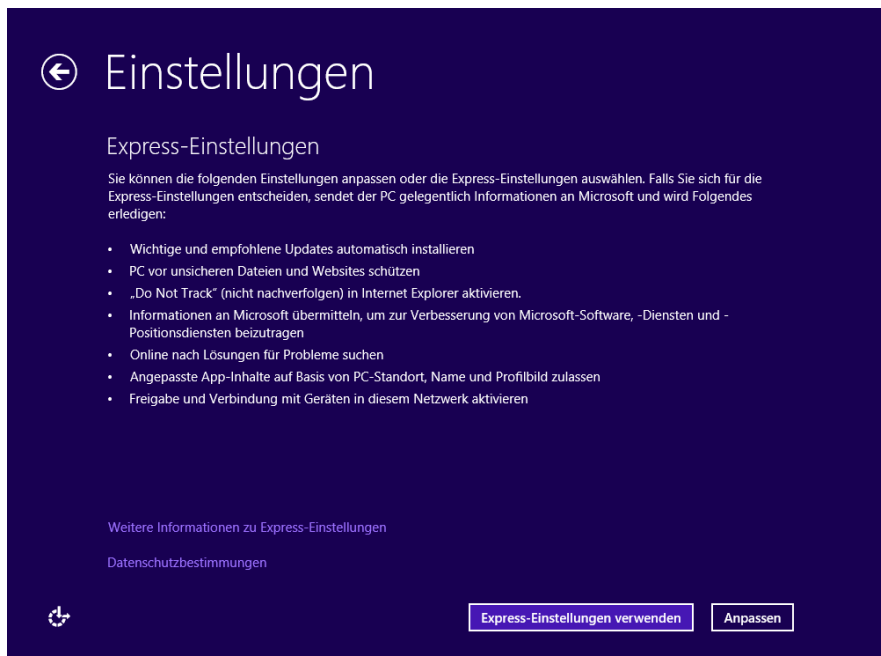 Einstellungen
Express-Einstellungen
Sie können die folgenden Einstellungen anpassen oder die Express-Einstellungen auswählen. Falls Sie sich für die
Express-Einstellungen entscheiden, sendet der PC gelegentlich Informationen an Microsoft und wird Folgendes
erledigen:
• Wichtige und empfohlene Updates automatisch installieren
• PC vor unsicheren Dateien und Websites schützen
• „Do Not Track“ (nicht nachverfolgen) in Internet Explorer aktivieren.
• Informationen an Microsoft übermitteln, um zur Verbesserung von Microsoft-Software, -Diensten und -
Positionsdiensten beizutragen
• Online nach Lösungen für Probleme suchen
• Angepasste App-Inhalte auf Basis von PC-Standort, Name und Profilbild zulassen
• Freigabe und Verbindung mit Geräten in diesem Netzwerk aktivieren
Weitere Informationen zu Express-Einstellungen
Datenschutzbestimmungen
Express-Einstellungen verwenden
Anpassen